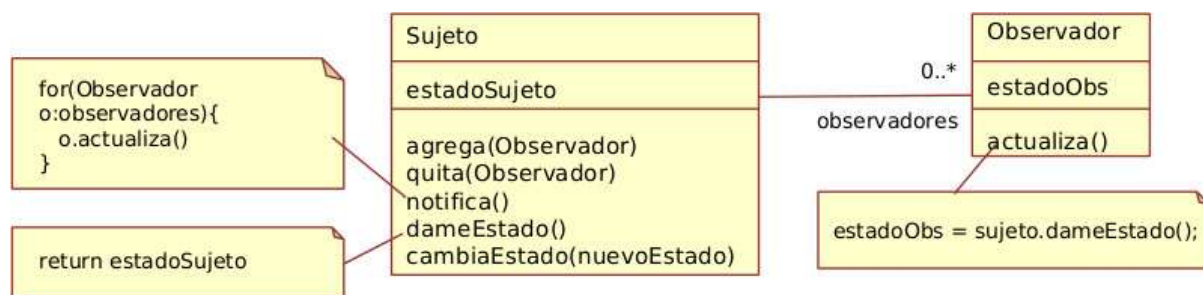 for(Observador
o:observadores){
o.actualiza()
}
return estadoSujeto
Sujeto
estadoSujeto
agrega(Observador)
quita(Observador)
notifica()
dameEstado()
cambiaEstado(nuevoEstado)
0..*
observadores
Observador
estadoObs
actualiza()
estadoObs = sujeto.dameEstado();